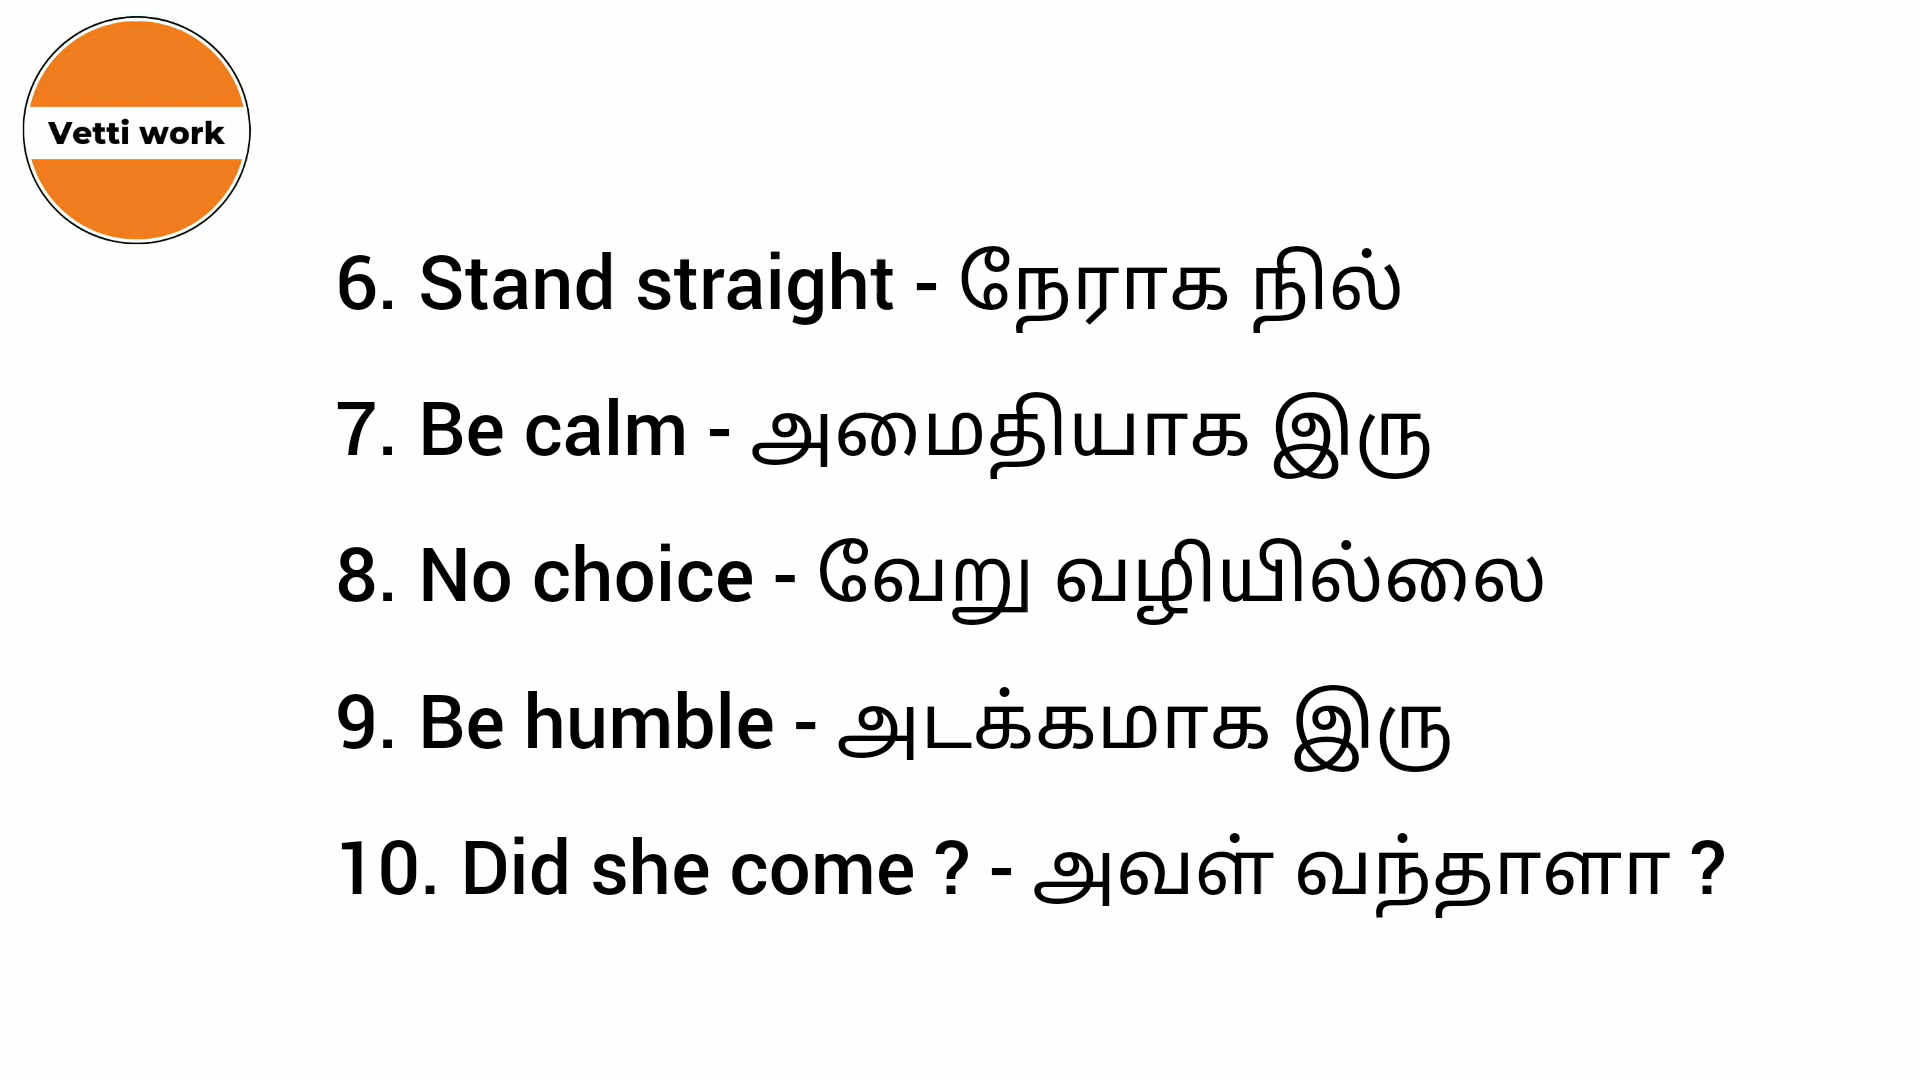 Vetti work
6. Stand straight - நேராக நில்
7. Be calm - அமைதியாக இரு
8. No choice - வேறு வழியில்லை
9. Be humble - அடக்கமாக இரு
10. Did she come ? - அவள் வந்தாளா ?